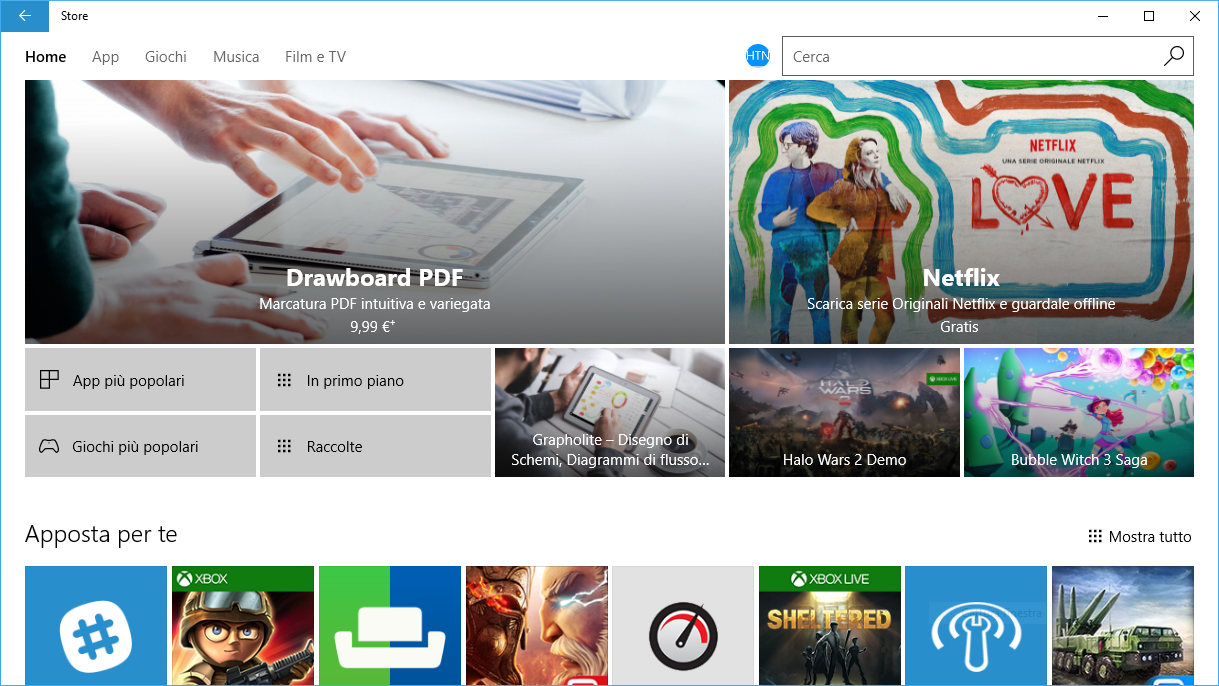 Store
Home App Giochi Musica Film e TV
HTN
Cerca
NETFLIX
UNA SERIE ORIGINALE NETFLIX
LOVE
Drawboard PDF
Marcatura PDF intuitiva e variegata
9,99 €+
Netflix
Scarica serie Originali Netflix e guardale offline
Gratis
App più popolari
In primo piano
Giochi più popolari
Raccolte
Grapholite – Disegno di
Schemi, Diagrammi di flusso...
HALO WARS 2
Halo Wars 2 Demo
Bubble Witch 3 Saga
Apposta per te
Mostra tutto
XBOX
XBOX LIVE
SHELTERED